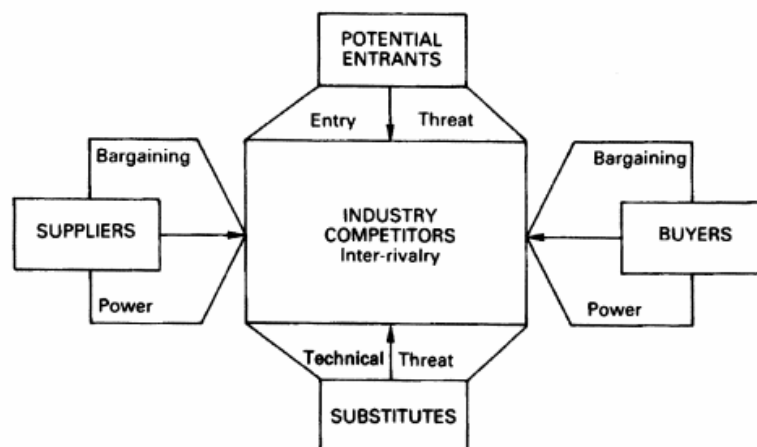 POTENTIAL
ENTRANTS
Entry Threat
Bargaining
Bargaining
SUPPLIERS
INDUSTRY
COMPETITORS
Inter-rivalry
BUYERS
Power
Power
Technical Threat
SUBSTITUTES